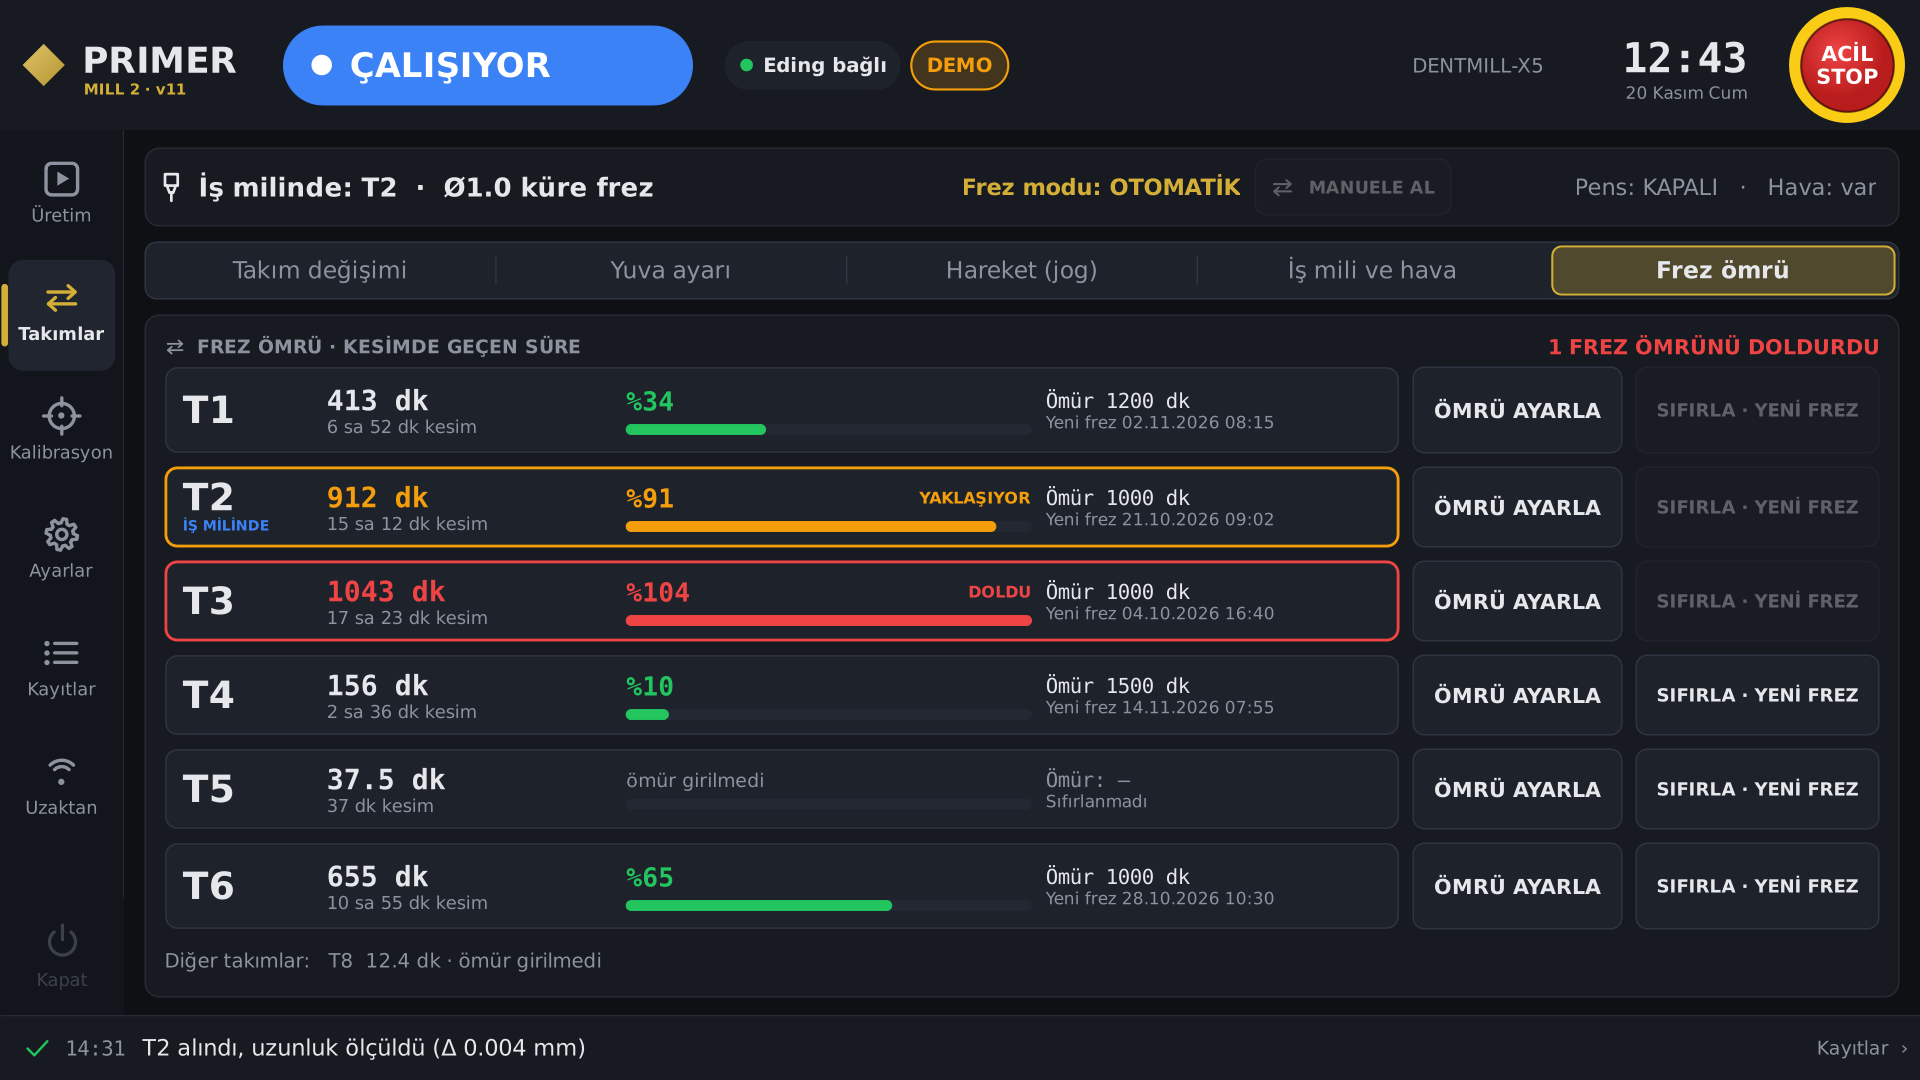 PRIMER
MILL 2 · v11
ÇALIŞIYOR
Eding bağlı
DEMO
DENTMILL-X5
12:43
20 Kasım Cum
ACİL
STOP
Üretim
Takımlar
Kalibrasyon
Ayarlar
Kayıtlar
Uzaktan
Kapat
İş milinde: T2 · Ø1.0 küre frez
Frez modu: OTOMATİK
MANUELE AL
Pens: KAPALI · Hava: var
Takım değişimi
Yuva ayarı
Hareket (jog)
İş mili ve hava
Frez ömrü
FREZ ÖMRÜ · KESİMDE GEÇEN SÜRE
1 FREZ ÖMRÜNÜ DOLDURDU
T1
413 dk
6 sa 52 dk kesim
%34
Ömür 1200 dk
Yeni frez 02.11.2026 08:15
ÖMRÜ AYARLA
SIFIRLA · YENİ FREZ
T2
İŞ MİLİNDE
912 dk
15 sa 12 dk kesim
%91
YAKLAŞIYOR
Ömür 1000 dk
Yeni frez 21.10.2026 09:02
ÖMRÜ AYARLA
SIFIRLA · YENİ FREZ
T3
1043 dk
17 sa 23 dk kesim
%104
DOLDU
Ömür 1000 dk
Yeni frez 04.10.2026 16:40
ÖMRÜ AYARLA
SIFIRLA · YENİ FREZ
T4
156 dk
2 sa 36 dk kesim
%10
Ömür 1500 dk
Yeni frez 14.11.2026 07:55
ÖMRÜ AYARLA
SIFIRLA · YENİ FREZ
T5
37.5 dk
37 dk kesim
ömür girilmedi
Ömür: —
Sıfırlanmadı
ÖMRÜ AYARLA
SIFIRLA · YENİ FREZ
T6
655 dk
10 sa 55 dk kesim
%65
Ömür 1000 dk
Yeni frez 28.10.2026 10:30
ÖMRÜ AYARLA
SIFIRLA · YENİ FREZ
Diğer takımlar: T8 12.4 dk · ömür girilmedi
14:31 T2 alındı, uzunluk ölçüldü (Δ 0.004 mm)
Kayıtlar ›